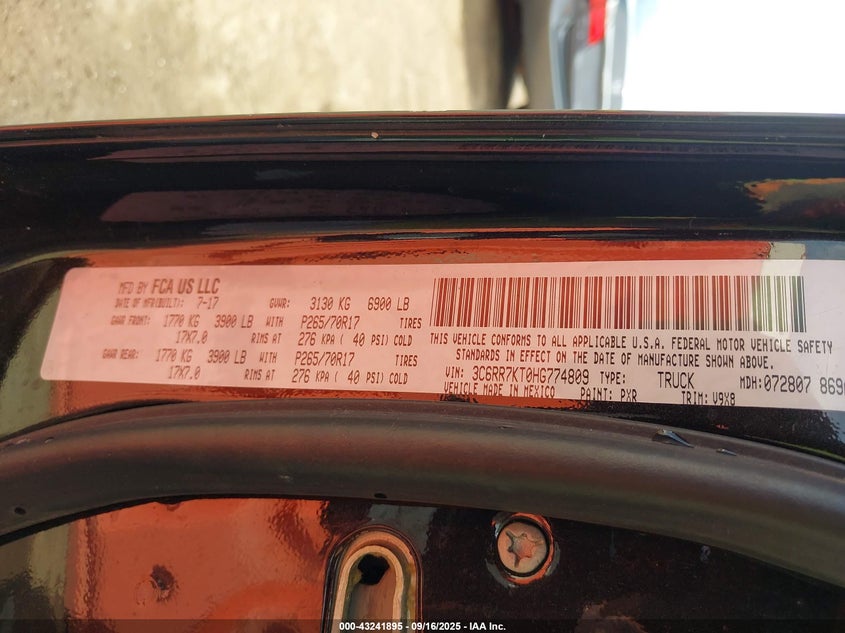 MFD BY FCA US LLC
DATE OF MFR(BUILT): 7-17 GVWR: 3130 KG 6900 LB
GAWR FRONT: 1770 KG 3900 LB WITH P265/70R17 TIRES
17X7.0 RIMS AT 276 KPA ( 40 PSI) COLD
GAWR REAR: 1770 KG 3900 LB WITH P265/70R17 TIRES
17X7.0 RIMS AT 276 KPA ( 40 PSI) COLD
THIS VEHICLE CONFORMS TO ALL APPLICABLE U.S.A. FEDERAL MOTOR VEHICLE SAFETY
STANDARDS IN EFFECT ON THE DATE OF MANUFACTURE SHOWN ABOVE.
VIN: 3C6RR7KT0HG774809 TYPE: TRUCK MDH:072807
VEHICLE MADE IN MEXICO PAINT: PXR TRIM: V9X8
000-43241895 - 09/16/2025 - IAA Inc.